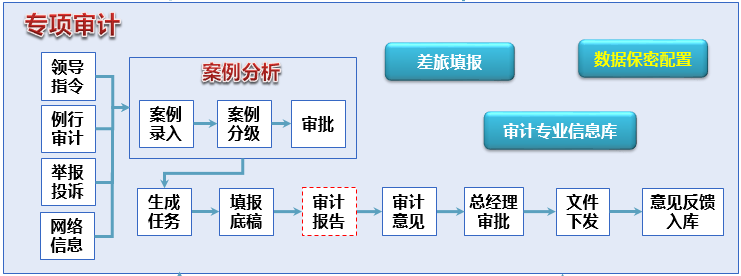 专项审计
领导
指令
例行
审计
举报
投诉
网络
信息
案例分析
案例
录入
案例
分级
审批
差旅填报
数据保密配置
审计专业信息库
生成
任务
填报
底稿
审计
报告
审计
意见
总经理
审批
文件
下发
意见反馈
入库